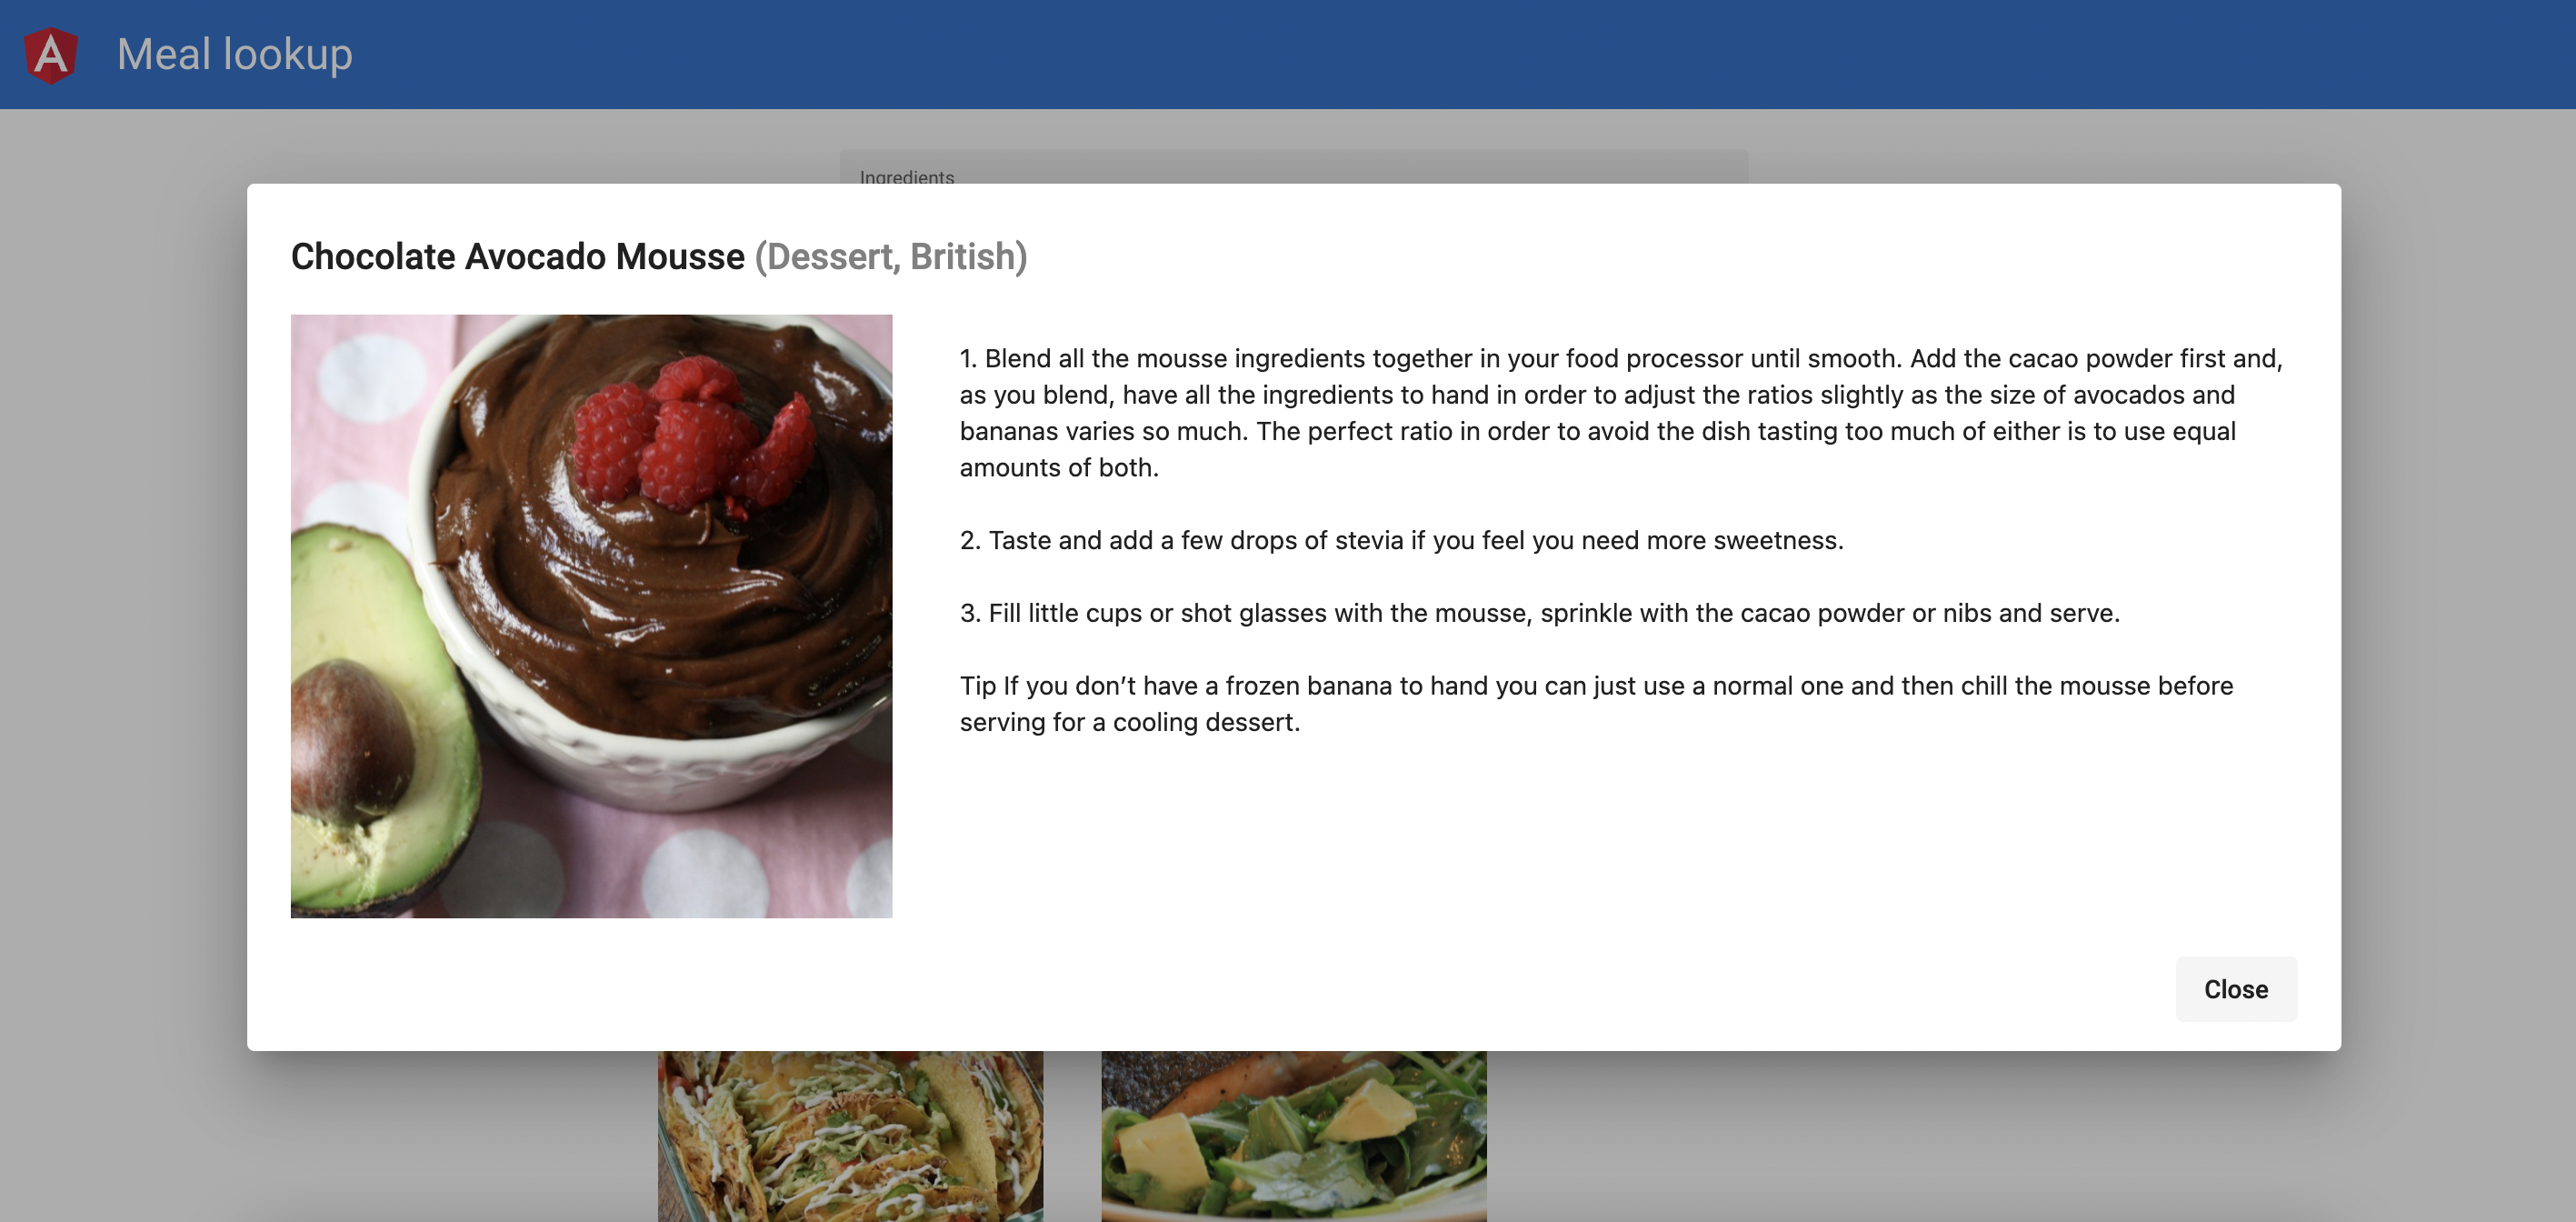 A
Meal lookup
Ingredients
Chocolate Avocado Mousse (Dessert, British)
1. Blend all the mousse ingredients together in your food processor until smooth. Add the cacao powder first and,
as you blend, have all the ingredients to hand in order to adjust the ratios slightly as the size of avocados and
bananas varies so much. The perfect ratio in order to avoid the dish tasting too much of either is to use equal
amounts of both.
2. Taste and add a few drops of stevia if you feel you need more sweetness.
3. Fill little cups or shot glasses with the mousse, sprinkle with the cacao powder or nibs and serve.
Tip If you don’t have a frozen banana to hand you can just use a normal one and then chill the mousse before
serving for a cooling dessert.
Close